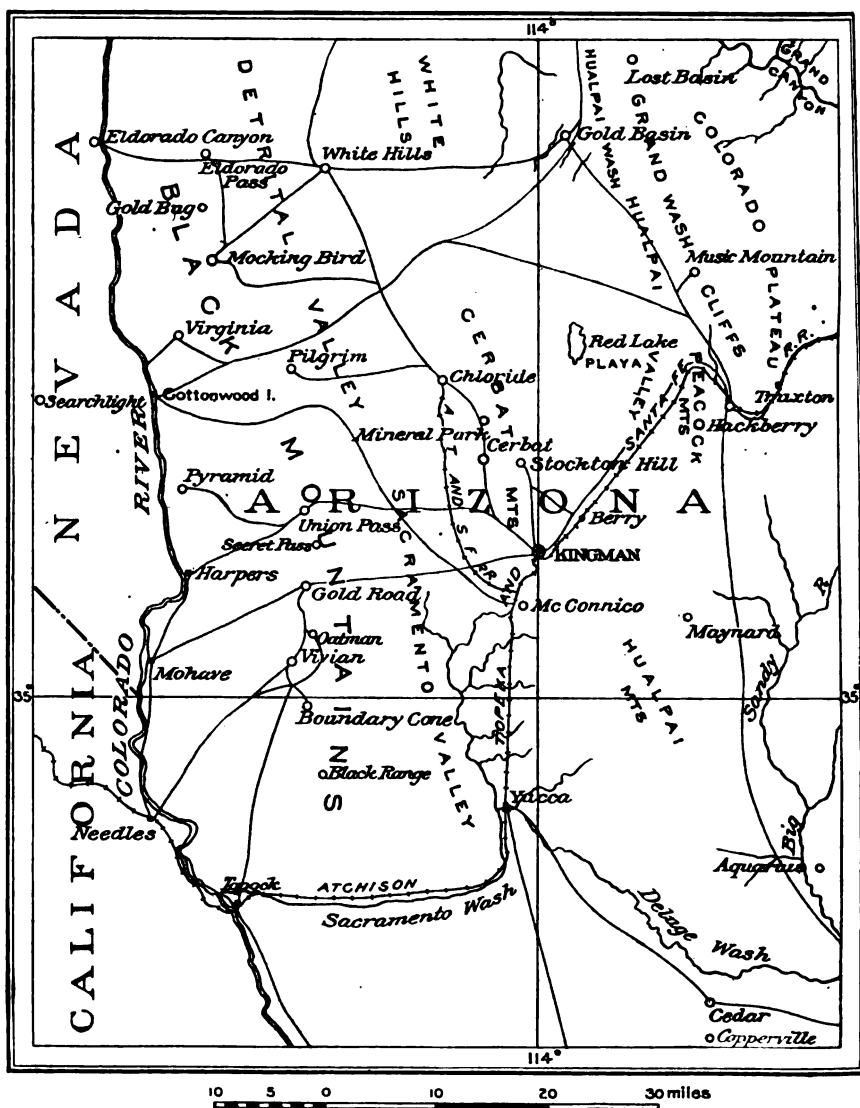 114°
NEVADA
CALIFORNIA
ARIZONA
DETRITAL
VALLEY
WHITE
HILLS
HUALPAI
WASH
HUALPAI
VALLEY
GRAND WASH
CLIFFS
COLORADO
PLATEAU
GRAND
CANYON
Lost Basin
Eldorado Canyon
Eldorado
Pass
White Hills
Gold Basin
Gold Bug
BLACK
MOUNTAINS
Mocking Bird
Music Mountain
Virginia
Pilgrim
CERBAT
MTS
Red Lake
PLAYA
Chloride
Searchlight
Cottonwood I.
Mineral Park
Cerbat
Stockton Hill
SANTA FE
R.R.
PEACOCK
MTS
Truxton
Hackberry
COLORADO
RIVER
Pyramid
Union Pass
Secret Pass
Berry
KINGMAN
A. T. AND S. F. RR
Harpers
Gold Road
Mc Connico
Maynard
SACRAMENTO
VALLEY
Oatman
Vivian
Mohave
35°
35°
Boundary Cone
HUALPAI
MTS
Big
Sandy
R.
Black Range
AND
TOPEKA
Yucca
Needles
Aquarius
Topock
ATCHISON
Sacramento Wash
Deluge
Wash
Cedar
Copperville
114°
10 5 0 10 20 30 miles